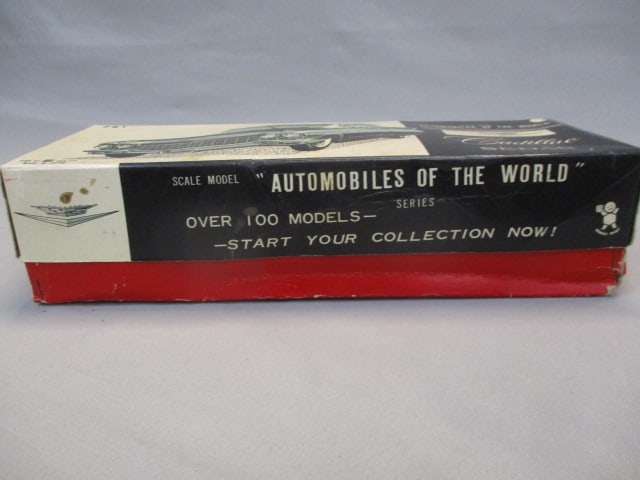 Cadillac
SCALE MODEL "AUTOMOBILES OF THE WORLD"
SERIES
OVER 100 MODELS—
—START YOUR COLLECTION NOW!